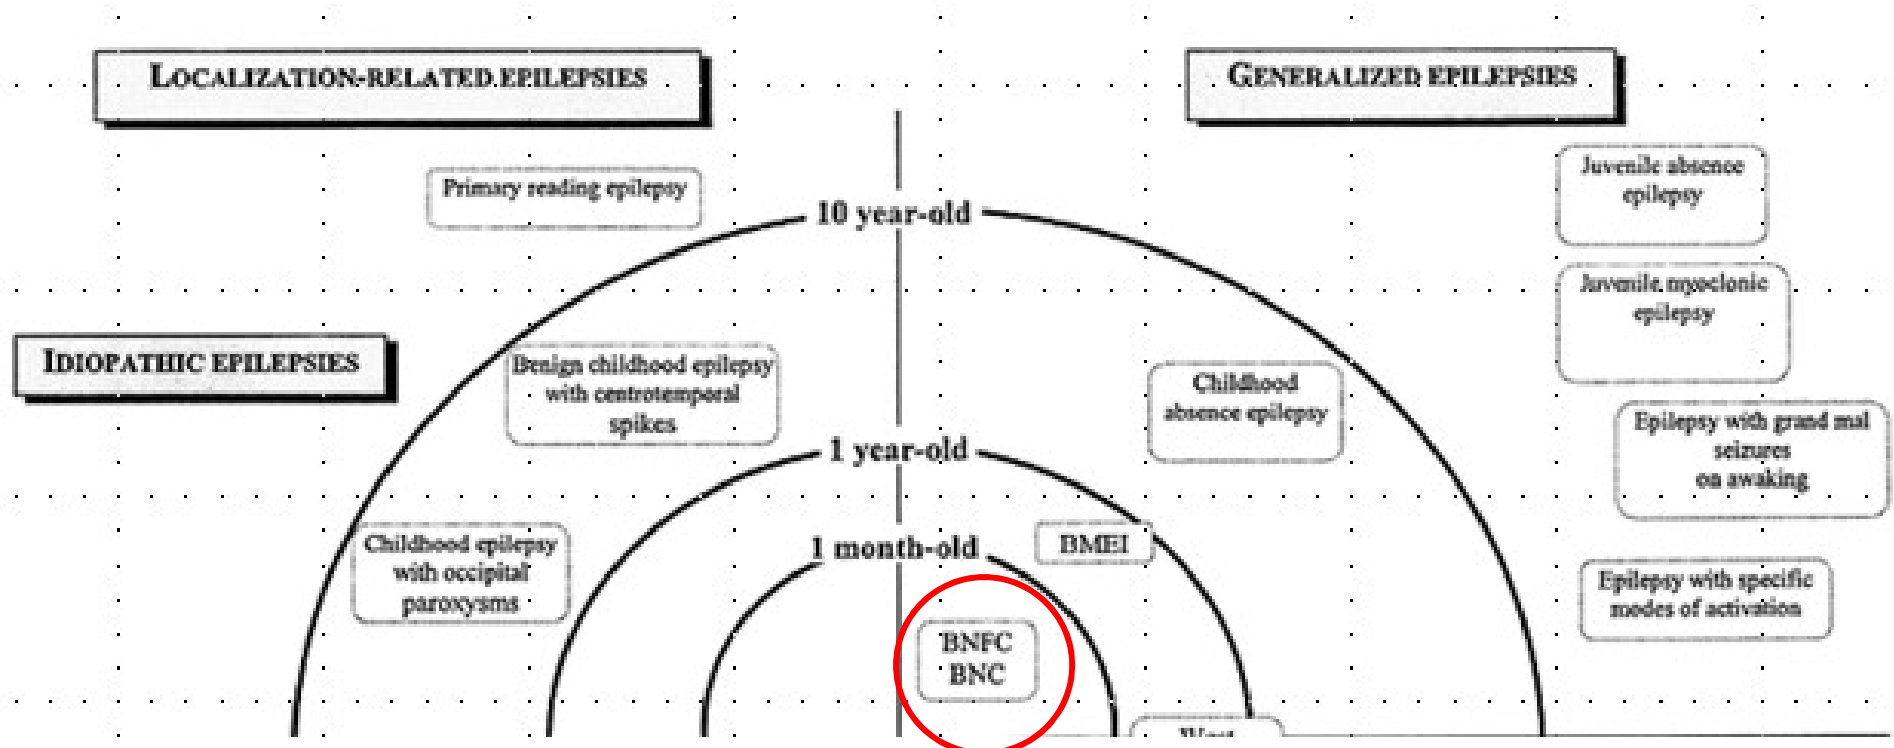 LOCALIZATION-RELATED EPILEPSIES
GENERALIZED EPILEPSIES
Primary reading epilepsy
Juvenile absence
epilepsy
10 year-old
Juvenile myoclonic
epilepsy
IDIOPATHIC EPILEPSIES
Benign childhood epilepsy
with centrotemporal
spikes
Childhood
absence epilepsy
Epilepsy with grand mal
seizures
on awaking
1 year-old
Childhood epilepsy
with occipital
paroxysms
1 month-old
BMEI
Epilepsy with specific
modes of activation
BNFC
BNC